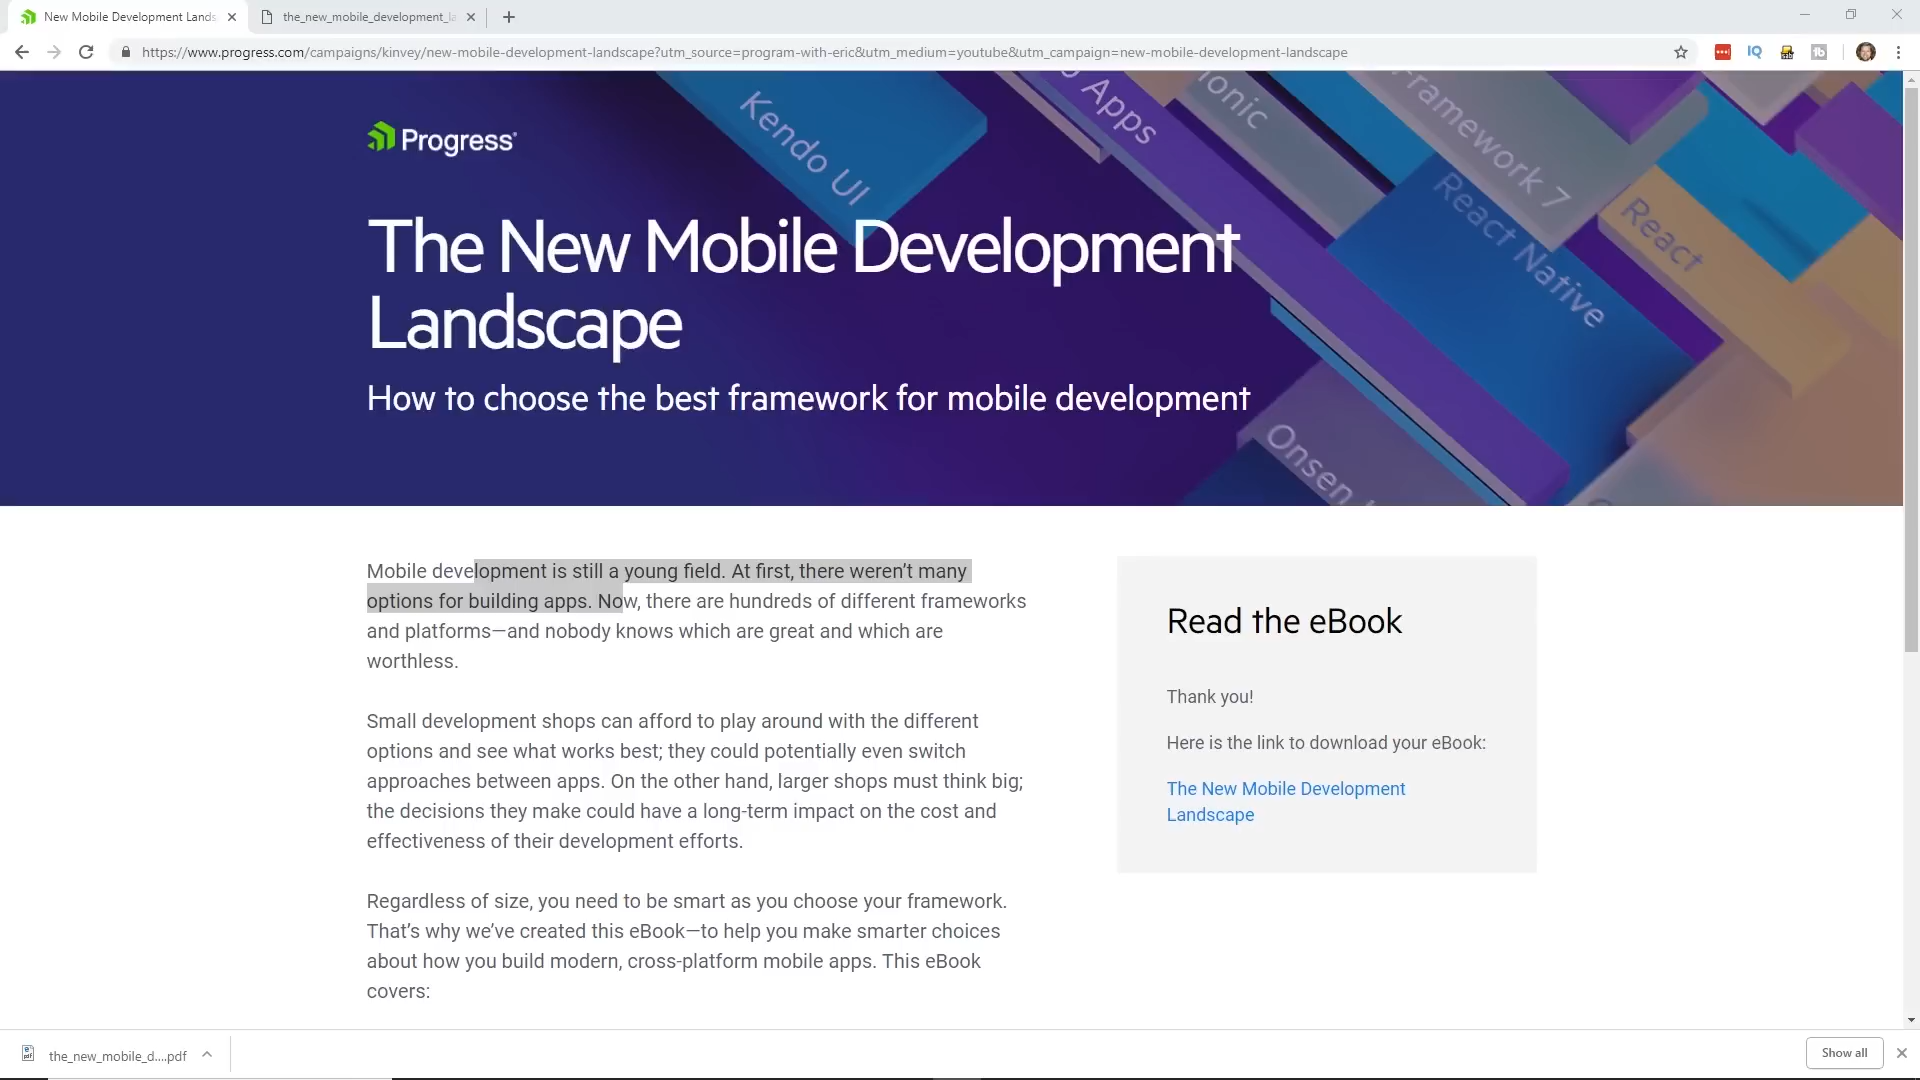 New Mobile Development Lands
the_new_mobile_development_la
https://www.progress.com/campaigns/kinvey/new-mobile-development-landscape?utm_source=program-with-eric&utm_medium=youtube&utm_campaign=new-mobile-development-landscape
IQ
Progress
Kendo UI
Apps
ionic
Framework 7
React Native
React
Onsen
The New Mobile Development
Landscape
How to choose the best framework for mobile development
Mobile development is still a young field. At first, there weren’t many
options for building apps. Now, there are hundreds of different frameworks
and platforms—and nobody knows which are great and which are
worthless.
Small development shops can afford to play around with the different
options and see what works best; they could potentially even switch
approaches between apps. On the other hand, larger shops must think big;
the decisions they make could have a long-term impact on the cost and
effectiveness of their development efforts.
Regardless of size, you need to be smart as you choose your framework.
That’s why we’ve created this eBook—to help you make smarter choices
about how you build modern, cross-platform mobile apps. This eBook
covers:
Read the eBook
Thank you!
Here is the link to download your eBook:
The New Mobile Development
Landscape
the_new_mobile_d....pdf
Show all